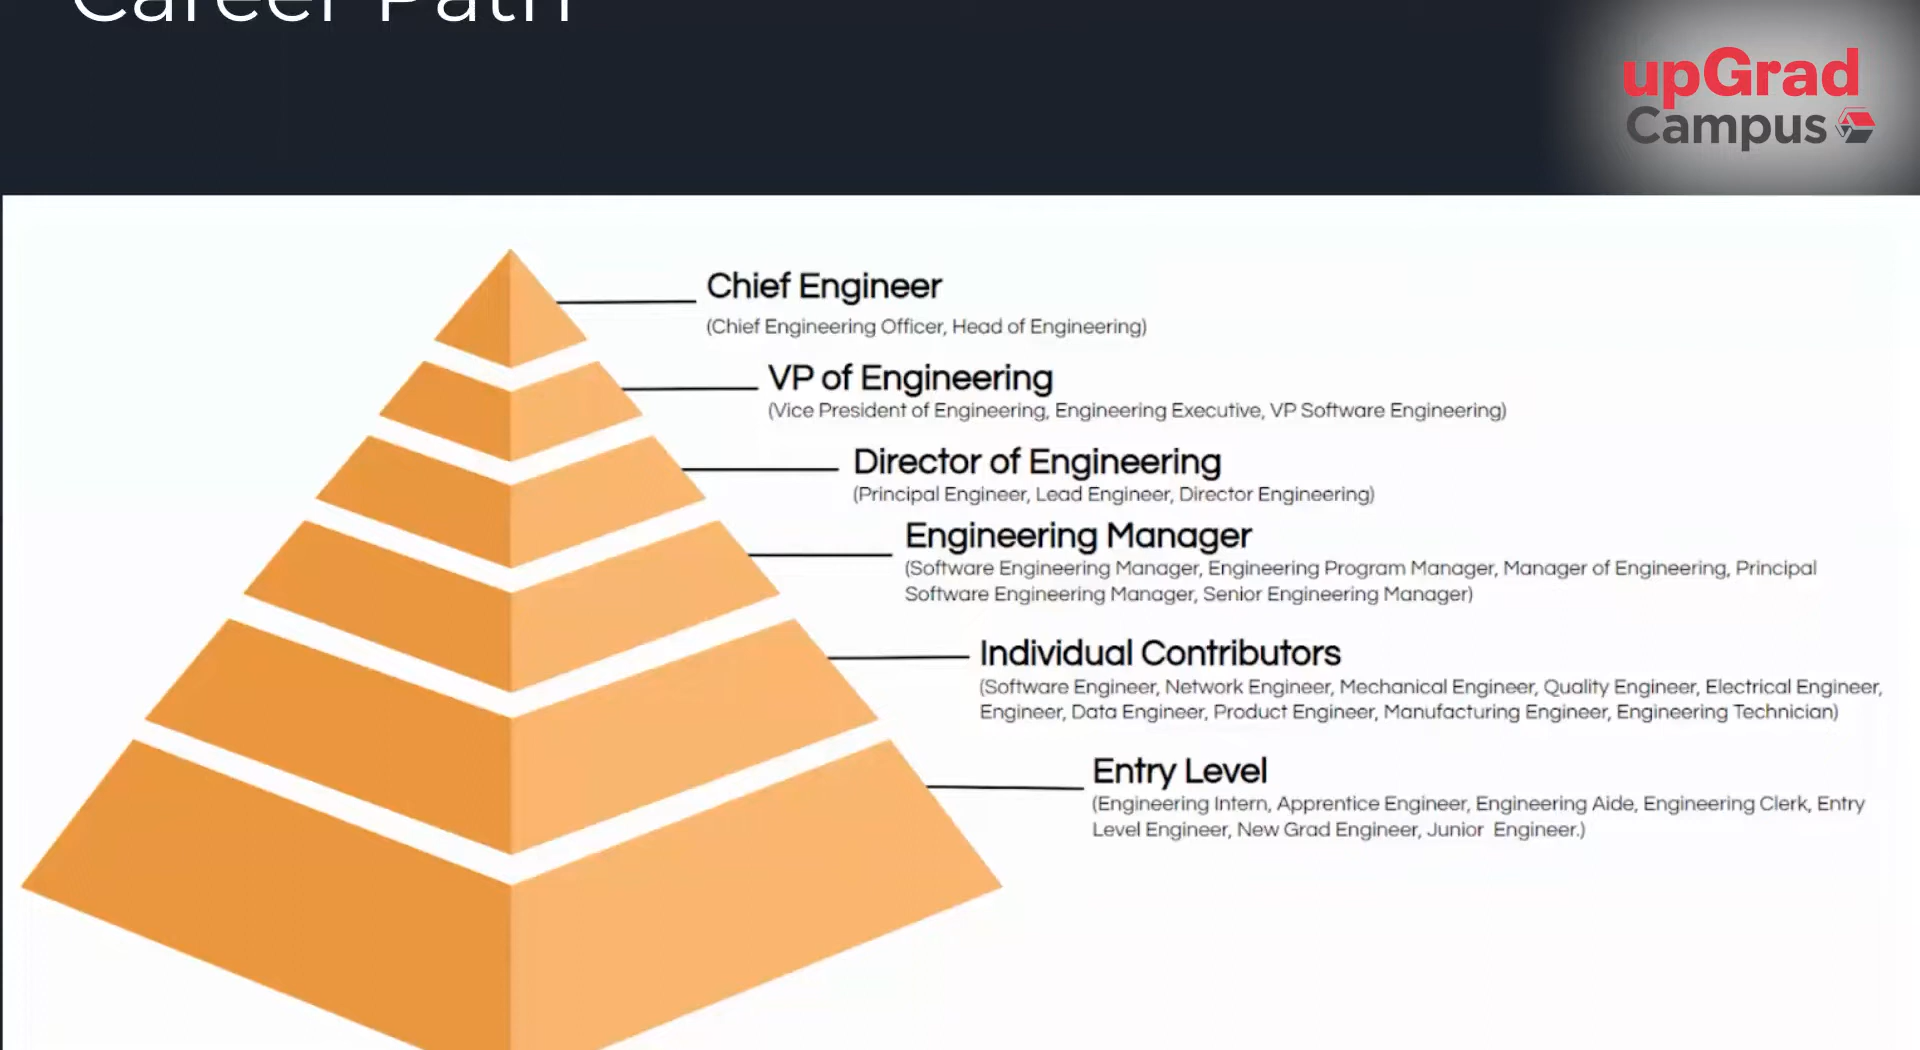 Career Path
upGrad
Campus
Chief Engineer
(Chief Engineering Officer, Head of Engineering)
VP of Engineering
(Vice President of Engineering, Engineering Executive, VP Software Engineering)
Director of Engineering
(Principal Engineer, Lead Engineer, Director Engineering)
Engineering Manager
(Software Engineering Manager, Engineering Program Manager, Manager of Engineering, Principal
Software Engineering Manager, Senior Engineering Manager)
Individual Contributors
(Software Engineer, Network Engineer, Mechanical Engineer, Quality Engineer, Electrical Engineer,
Engineer, Data Engineer, Product Engineer, Manufacturing Engineer, Engineering Technician)
Entry Level
(Engineering Intern, Apprentice Engineer, Engineering Aide, Engineering Clerk, Entry
Level Engineer, New Grad Engineer, Junior  Engineer.)